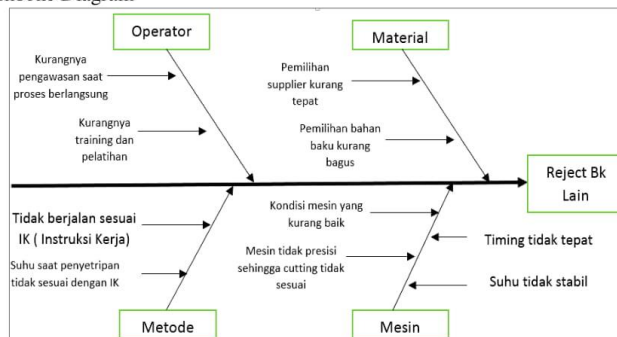 Diagram
Operator
Material
Kurangnya
pengawasan saat
proses berlangsung
Kurangnya
training dan
pelatihan
Pemilihan
supplier kurang
tepat
Pemilihan bahan
baku kurang
bagus
Reject Bk
Lain
Tidak berjalan sesuai
IK ( Instruksi Kerja)
Suhu saat penyetripan
tidak sesuai dengan IK
Kondisi mesin yang
kurang baik
Mesin tidak presisi
sehingga cutting tidak
sesuai
Timing tidak tepat
Suhu tidak stabil
Metode
Mesin